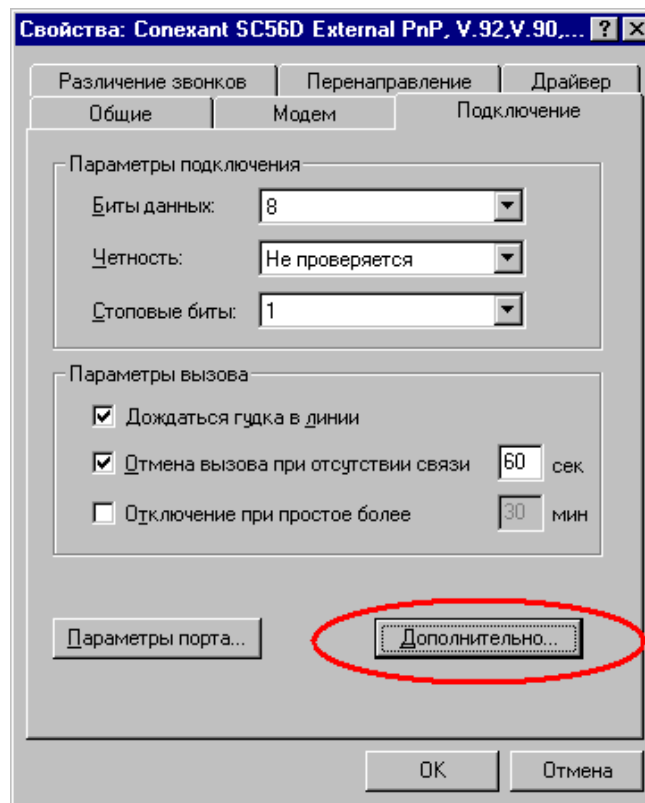 Свойства: Conexant SC56D External PnP, V.92,V.90,...
Различение звонков Перенаправление Драйвер
Общие Модем Подключение
Параметры подключения
Биты данных: 8
Четность: Не проверяется
Стоповые биты: 1
Параметры вызова
Дождаться гудка в линии
Отмена вызова при отсутствии связи 60 сек
Отключение при простое более 30 мин
Параметры порта... Дополнительно...
OK Отмена